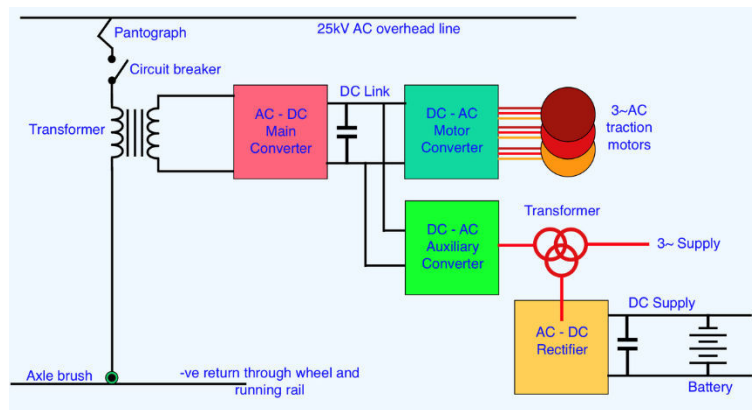 25kV AC overhead line
Pantograph
Circuit breaker
Transformer
AC - DC
Main
Converter
DC Link
DC - AC
Motor
Converter
3~AC
traction
motors
DC - AC
Auxiliary
Converter
Transformer
3~ Supply
AC - DC
Rectifier
DC Supply
Battery
Axle brush
-ve return through wheel and
running rail